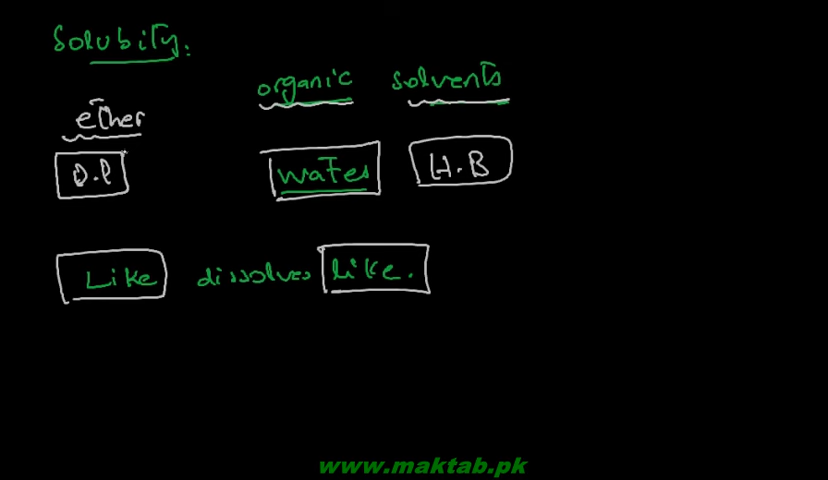 Solubity.
organic solvents
ether
D.P water H.B
Like dissolves like.
www.maktab.pk